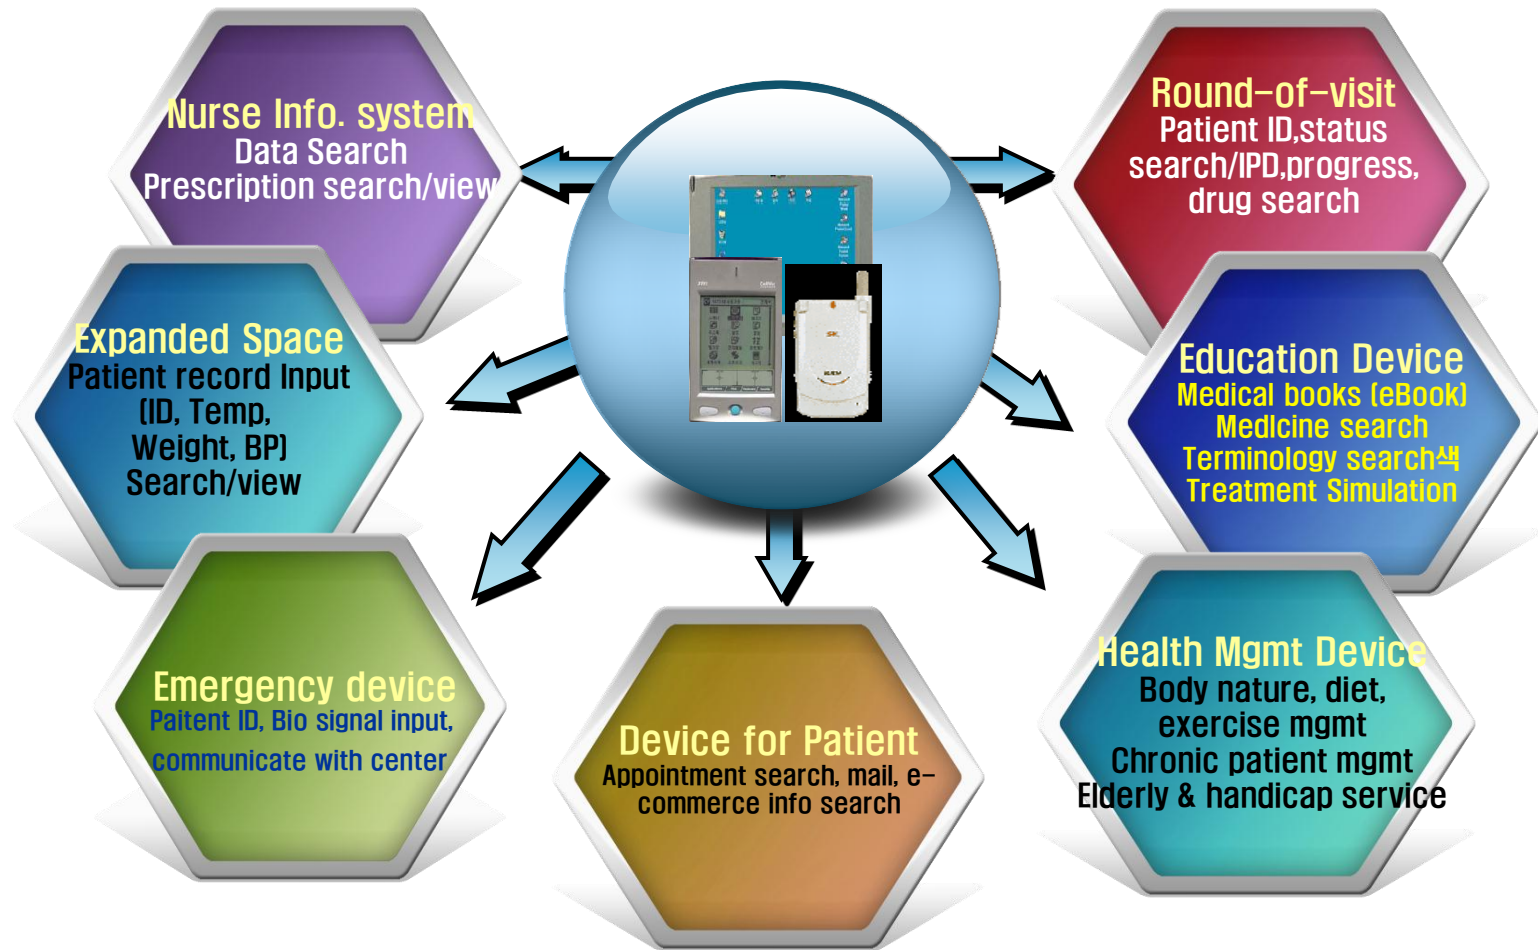 Nurse Info. system
Data Search
Prescription search/view
Round-of-visit
Patient ID,status
search/IPD,progress,
drug search
Expanded Space
Patient record Input
(ID, Temp,
Weight, BP)
Search/view
Education Device
Medical books (eBook)
Medicine search
Terminology search색
Treatment Simulation
Emergency device
Paitent ID, Bio signal input,
communicate with center
Device for Patient
Appointment search, mail, e-
commerce info search
Health Mgmt Device
Body nature, diet,
exercise mgmt
Chronic patient mgmt
Elderly & handicap service
SK